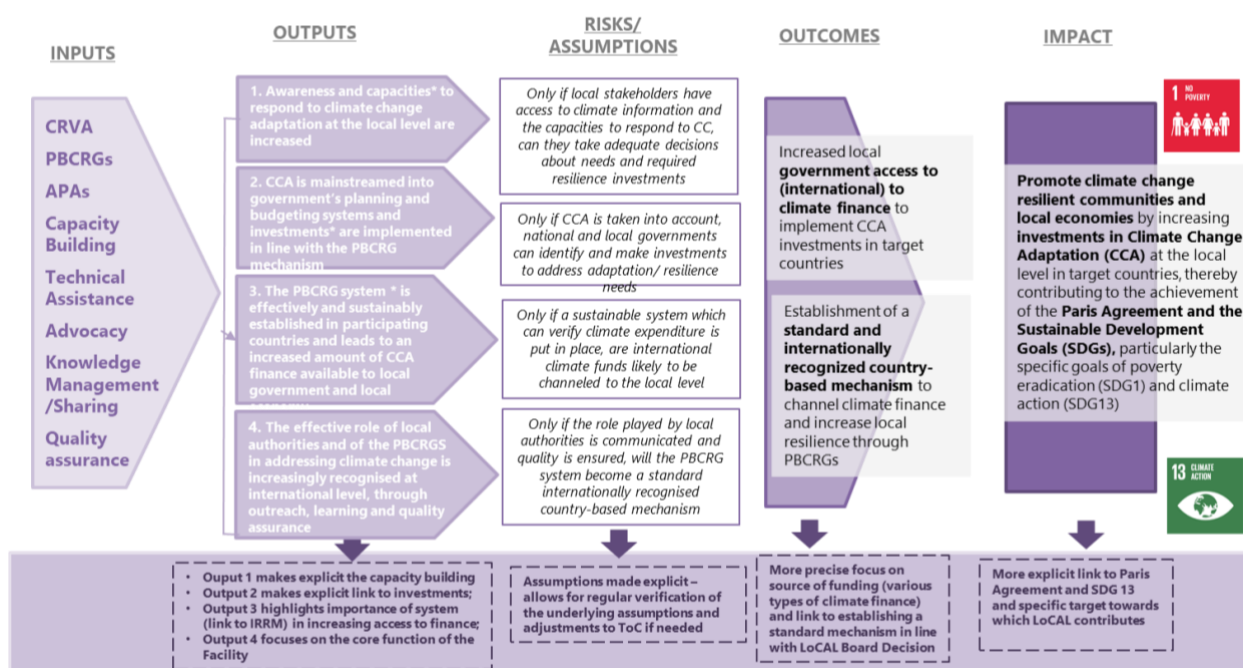 INPUTS
CRVA
PBCRGs
APAs
Capacity
Building
Technical
Assistance
Advocacy
Knowledge
Management
/Sharing
Quality
assurance
OUTPUTS
1. Awareness and capacities* to
respond to climate change
adaptation at the local level are
increased
2. CCA is mainstreamed into
government's planning and
budgeting systems and
investments* are implemented
in line with the PBCRG
mechanism
3. The PBCRG system * is
effectively and sustainably
established in participating
countries and leads to an
increased amount of CCA
finance available to local
government and local
4. The effective role of local
authorities and of the PBCRGS
in addressing climate change is
increasingly recognised at
international level, through
outreach, learning and quality
assurance
RISKS/
ASSUMPTIONS
Only if local stakeholders have
access to climate information and
the capacities to respond to CC,
can they take adequate decisions
about needs and required
resilience investments
Only if CCA is taken into account,
national and local governments
can identify and make investments
to address adaptation/ resilience
needs
Only if a sustainable system which
can verify climate expenditure is
put in place, are international
climate funds likely to be
channeled to the local level
Only if the role played by local
authorities is communicated and
quality is ensured, will the PBCRG
system become a standard
internationally recognised
country-based mechanism
OUTCOMES
Increased local
government access to
(international) to
climate finance to
implement CCA
investments in target
countries
Establishment of a
standard and
internationally
recognized country-
based mechanism to
channel climate finance
and increase local
resilience through
PBCRGs
IMPACT
1 NO
POVERTY
Promote climate change
resilient communities and
local economies by increasing
investments in Climate Change
Adaptation (CCA) at the local
level in target countries, thereby
contributing to the achievement
of the Paris Agreement and the
Sustainable Development
Goals (SDGs), particularly the
specific goals of poverty
eradication (SDG1) and climate
action (SDG13)
13 CLIMATE
ACTION
• Ouput 1 makes explicit the capacity building
• Output 2 makes explicit link to investments;
• Output 3 highlights importance of system
(link to IRRM) in increasing access to finance;
• Output 4 focuses on the core function of the
Facility
Assumptions made explicit –
allows for regular verification
of the underlying assumptions and
adjustments to ToC if needed
More precise focus on
source of funding (various
types of climate finance)
and link to establishing a
standard mechanism in line
with LoCAL Board Decision
More explicit link to Paris
Agreement and SDG 13
and specific target towards
which LoCAL contributes